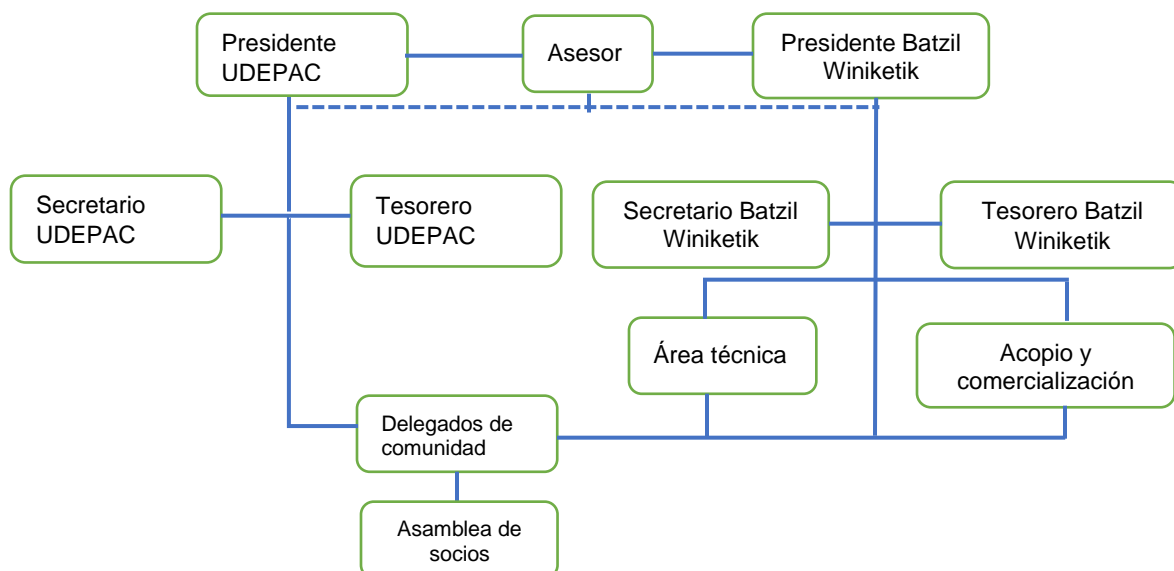 Presidente
UDEPAC
Asesor
Presidente Batzil
Winiketik
Secretario
UDEPAC
Tesorero
UDEPAC
Secretario Batzil
Winiketik
Tesorero Batzil
Winiketik
Área técnica
Acopio y
comercialización
Delegados de
comunidad
Asamblea de
socios